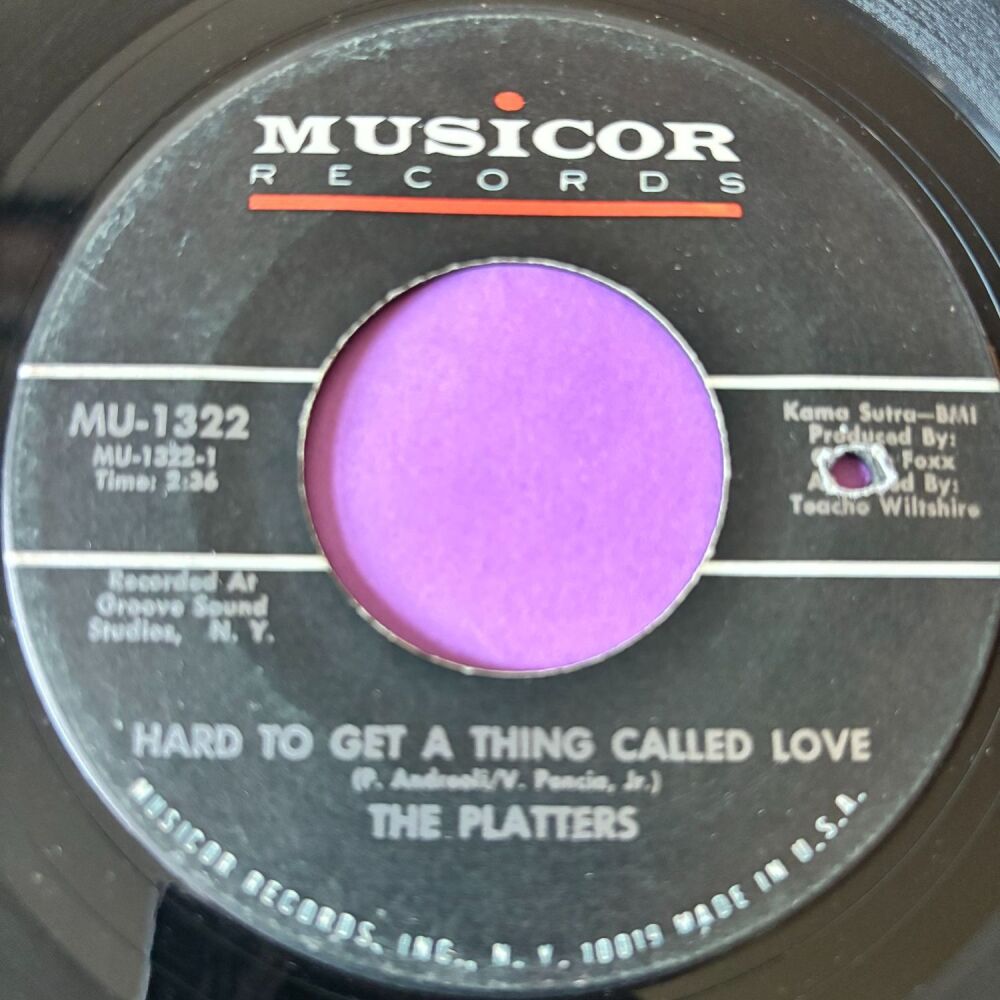 MUSICOR
RECORDS
MU-1322
MU-1322-1
Time: 2:36
Kama Sutra—BMI
Produced By:
Foxx
By:
Teacho Wiltshire
Recorded At
Groove Sound
Studios, N. Y.
HARD TO GET A THING CALLED LOVE
(P. Andreoli/V. Poncia, Jr.)
THE PLATTERS
MUSICOR RECORDS, INC., N. Y. 10019 MADE IN U.S.A.